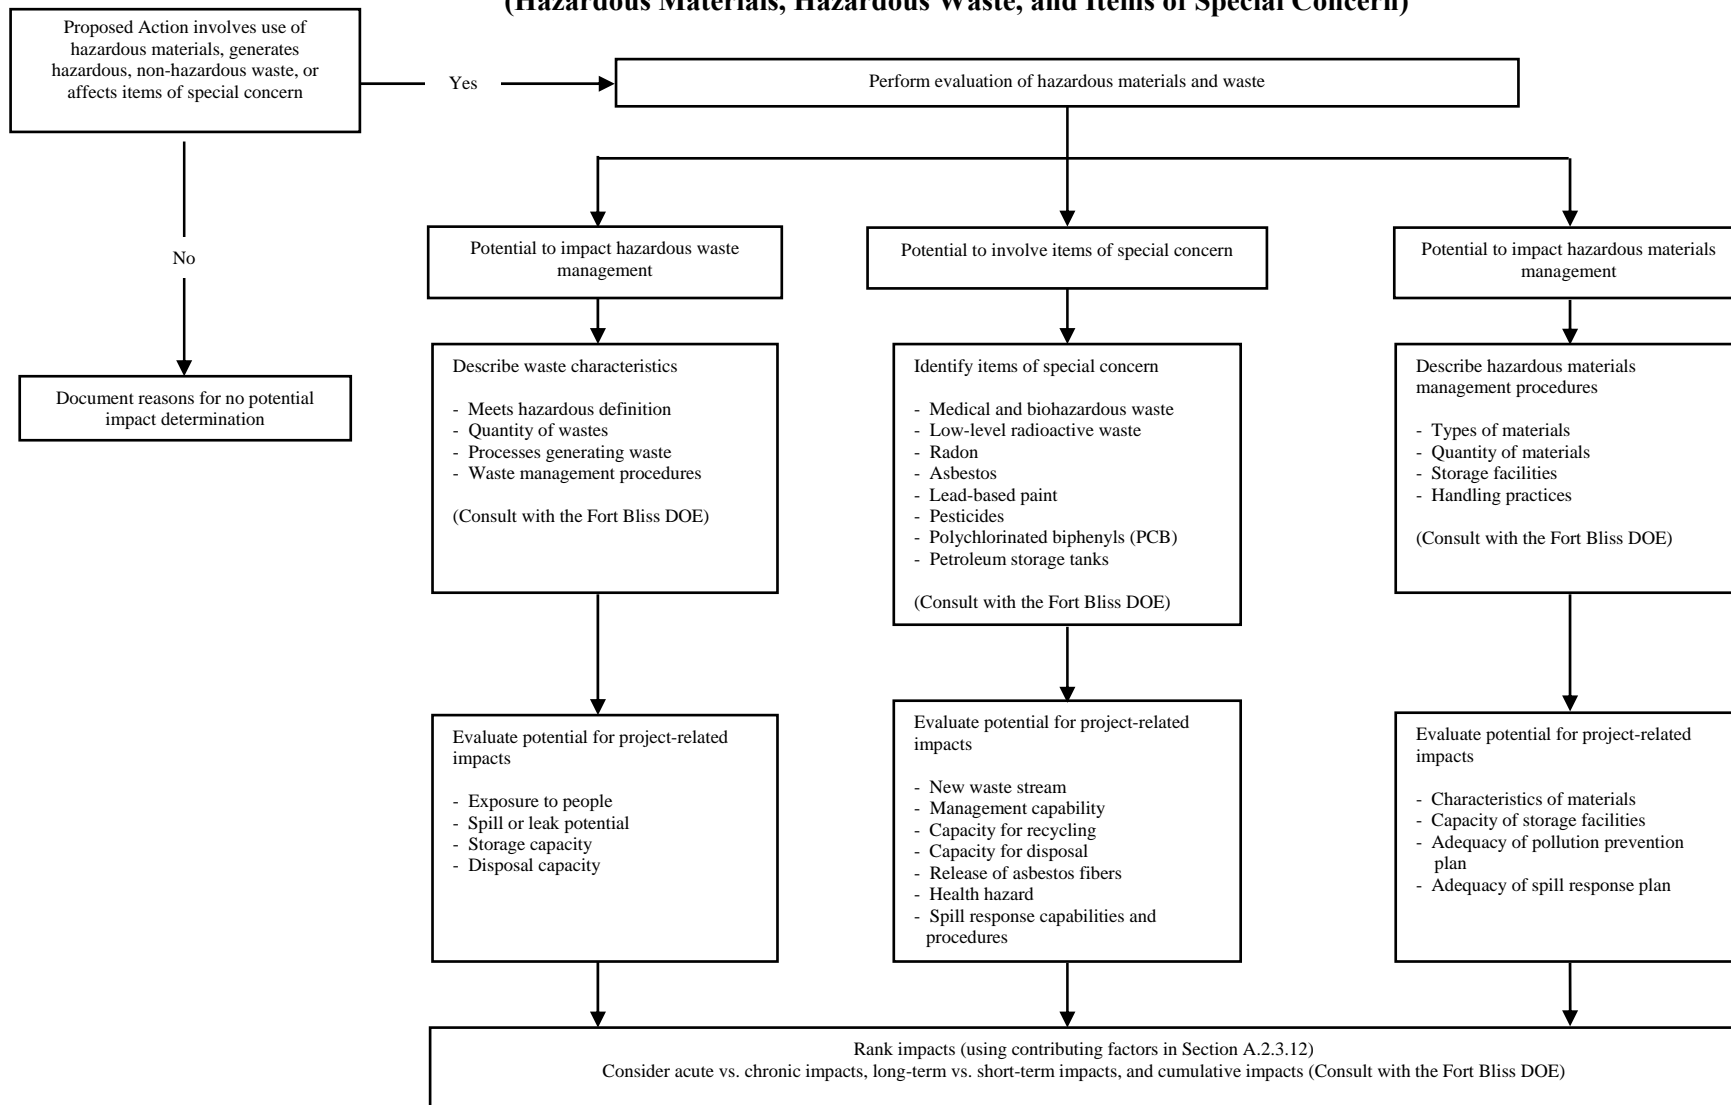 (Hazardous Materials, Hazardous Waste, and Items of Special Concern)
Proposed Action involves use of
hazardous materials, generates
hazardous, non-hazardous waste, or
affects items of special concern
Yes
Perform evaluation of hazardous materials and waste
No
Document reasons for no potential
impact determination
Potential to impact hazardous waste
management
Potential to involve items of special concern
Potential to impact hazardous materials
management
Describe waste characteristics
- Meets hazardous definition
- Quantity of wastes
- Processes generating waste
- Waste management procedures
(Consult with the Fort Bliss DOE)
Identify items of special concern
- Medical and biohazardous waste
- Low-level radioactive waste
- Radon
- Asbestos
- Lead-based paint
- Pesticides
- Polychlorinated biphenyls (PCB)
- Petroleum storage tanks
(Consult with the Fort Bliss DOE)
Describe hazardous materials
management procedures
- Types of materials
- Quantity of materials
- Storage facilities
- Handling practices
(Consult with the Fort Bliss DOE)
Evaluate potential for project-related
impacts
- Exposure to people
- Spill or leak potential
- Storage capacity
- Disposal capacity
Evaluate potential for project-related
impacts
- New waste stream
- Management capability
- Capacity for recycling
- Capacity for disposal
- Release of asbestos fibers
- Health hazard
- Spill response capabilities and
procedures
Evaluate potential for project-related
impacts
- Characteristics of materials
- Capacity of storage facilities
- Adequacy of pollution prevention
plan
- Adequacy of spill response plan
Rank impacts (using contributing factors in Section A.2.3.12)
Consider acute vs. chronic impacts, long-term vs. short-term impacts, and cumulative impacts (Consult with the Fort Bliss DOE)